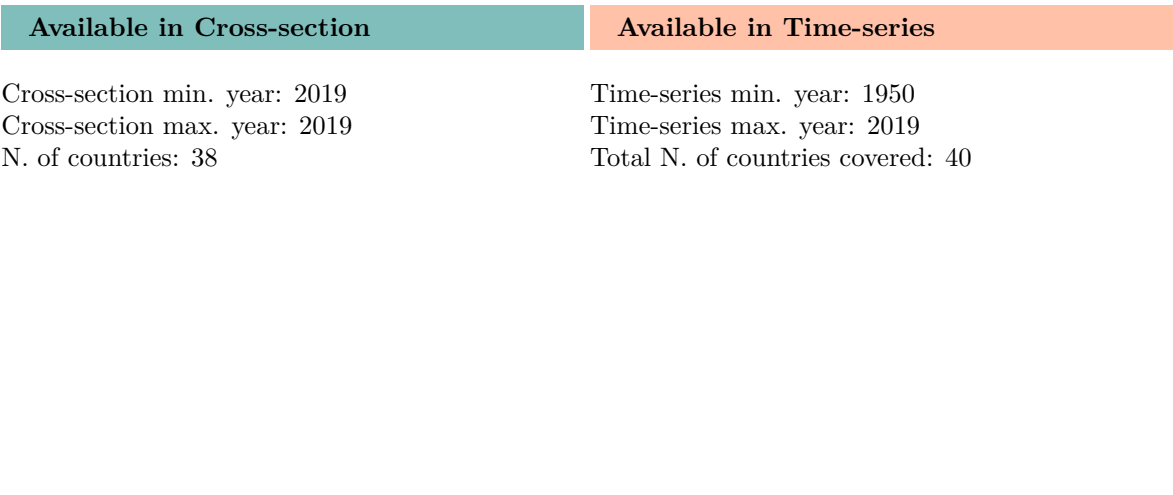 Available in Cross-section
Cross-section min. year: 2019
Cross-section max. year: 2019
N. of countries: 38
Available in Time-series
Time-series min. year: 1950
Time-series max. year: 2019
Total N. of countries covered: 40